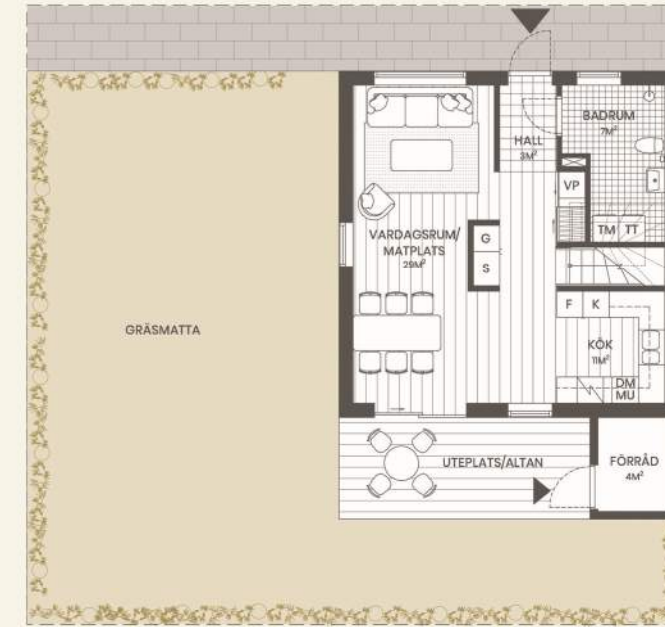 BADRUM
7M²
HALL
3M²
VP
VARDAGSRUM/
MATPLATS
29M²
G
S
TM TT
F K
GRÄSMATTA
KÖK
11M²
DM
MU
UTEPLATS/ALTAN
FÖRRÅD
4M²